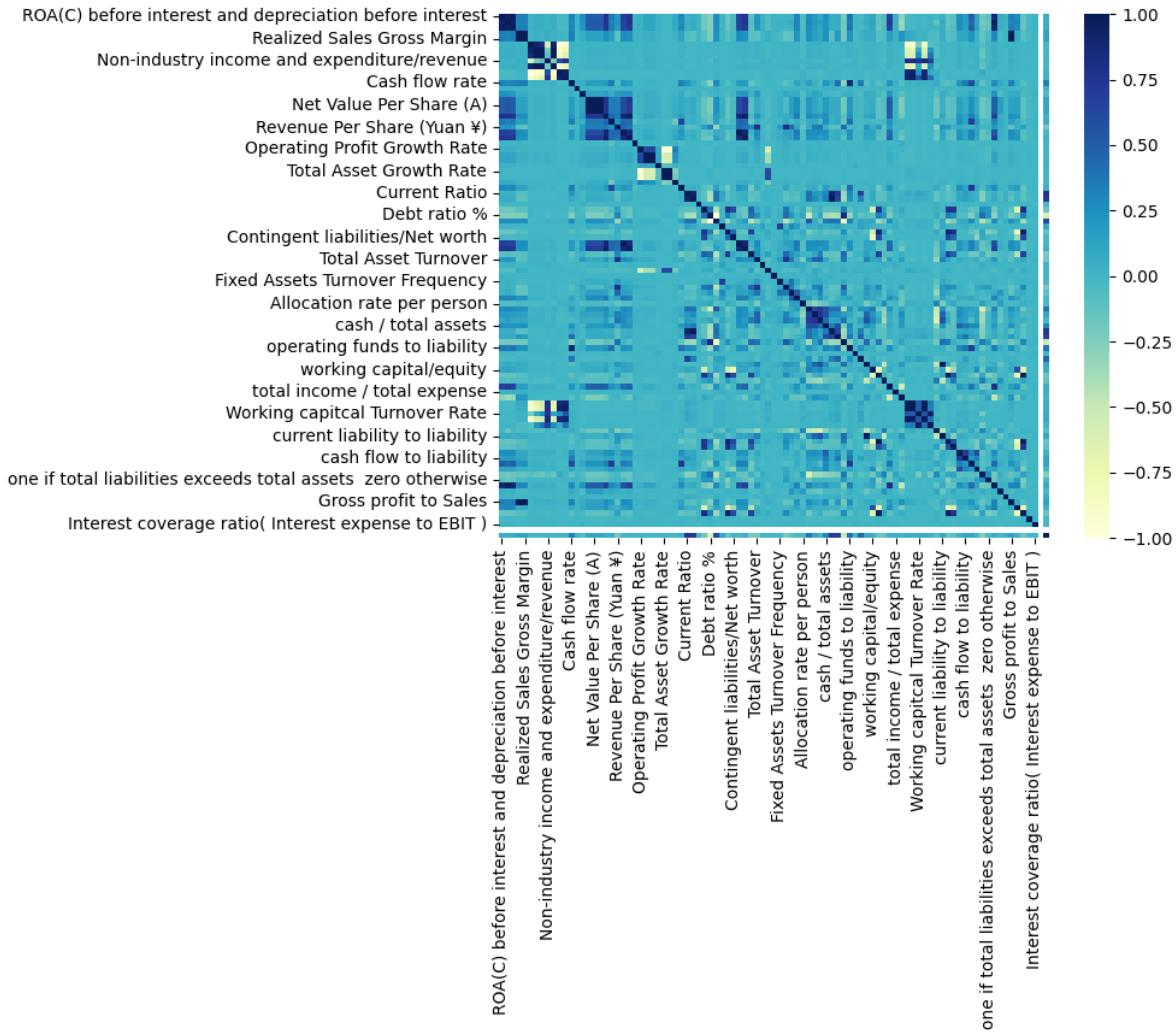 ROA(C) before interest and depreciation before interest
Realized Sales Gross Margin
Non-industry income and expenditure/revenue
Cash flow rate
Net Value Per Share (A)
Revenue Per Share (Yuan ¥)
Operating Profit Growth Rate
Total Asset Growth Rate
Current Ratio
Debt ratio %
Contingent liabilities/Net worth
Total Asset Turnover
Fixed Assets Turnover Frequency
Allocation rate per person
cash / total assets
operating funds to liability
working capital/equity
total income / total expense
Working capitcal Turnover Rate
current liability to liability
cash flow to liability
one if total liabilities exceeds total assets  zero otherwise
Gross profit to Sales
Interest coverage ratio( Interest expense to EBIT )
1.00
0.75
0.50
0.25
0.00
−0.25
−0.50
−0.75
−1.00
ROA(C) before interest and depreciation before interest
Realized Sales Gross Margin
Non-industry income and expenditure/revenue
Cash flow rate
Net Value Per Share (A)
Revenue Per Share (Yuan ¥)
Operating Profit Growth Rate
Total Asset Growth Rate
Current Ratio
Debt ratio %
Contingent liabilities/Net worth
Total Asset Turnover
Fixed Assets Turnover Frequency
Allocation rate per person
cash / total assets
operating funds to liability
working capital/equity
total income / total expense
Working capitcal Turnover Rate
current liability to liability
cash flow to liability
one if total liabilities exceeds total assets  zero otherwise
Gross profit to Sales
Interest coverage ratio( Interest expense to EBIT )